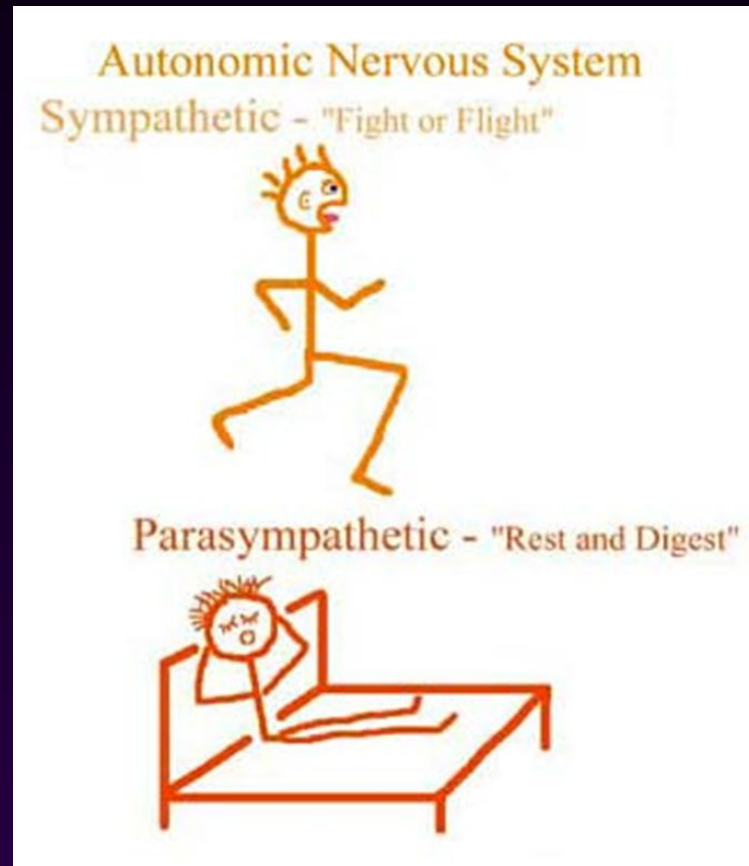 Autonomic Nervous System
Sympathetic - "Fight or Flight"
Parasympathetic - "Rest and Digest"